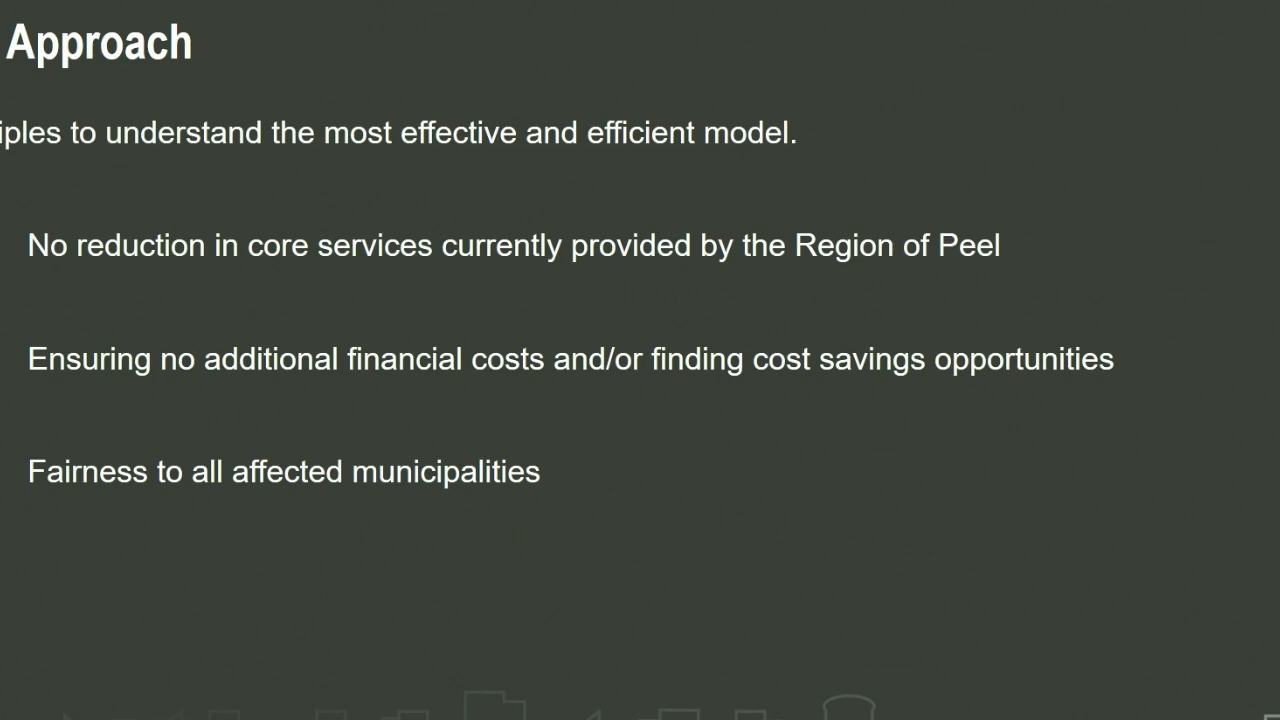 Approach
iples to understand the most effective and efficient model.
No reduction in core services currently provided by the Region of Peel
Ensuring no additional financial costs and/or finding cost savings opportunities
Fairness to all affected municipalities